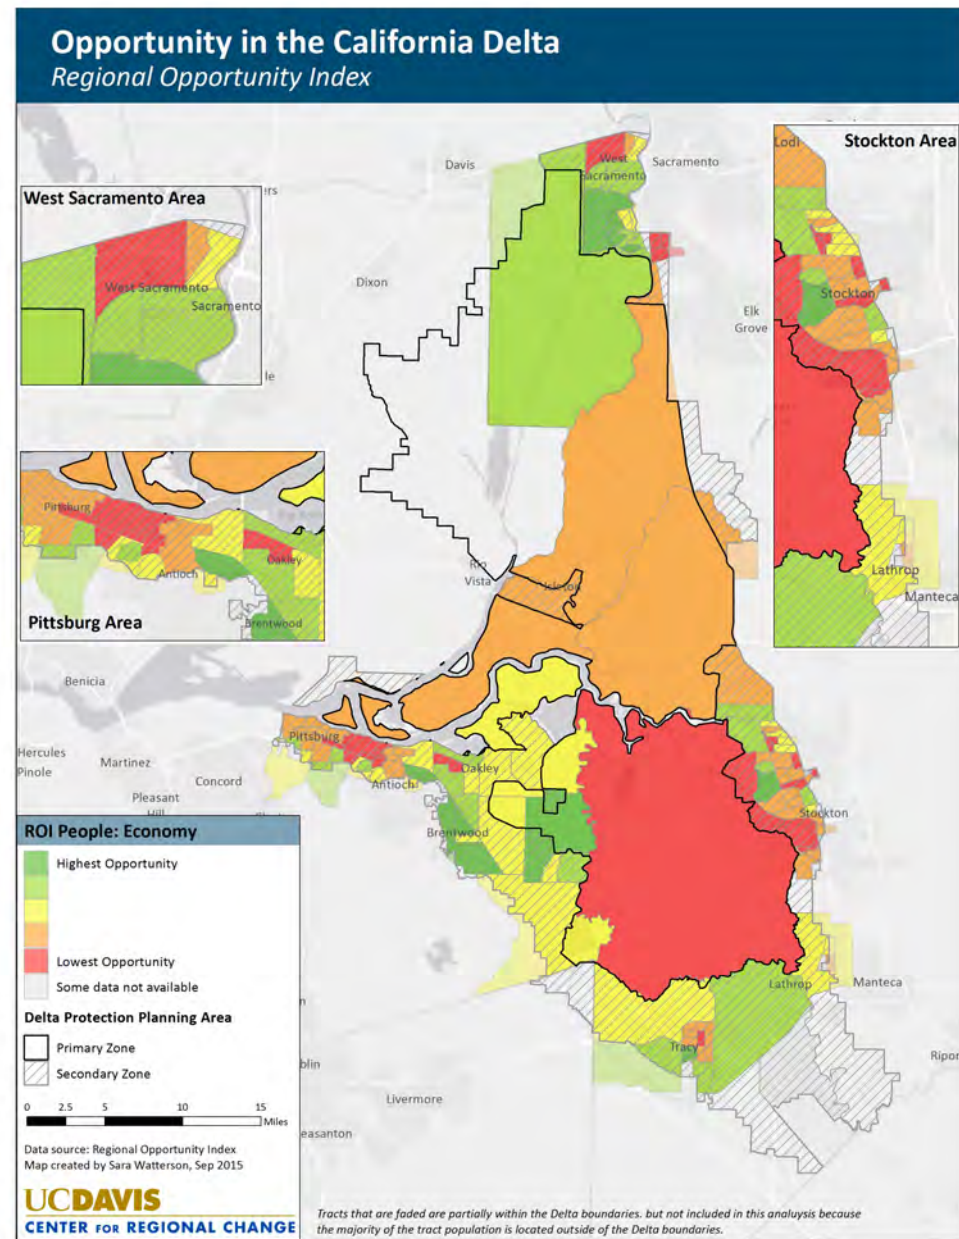 Opportunity in the California Delta
Regional Opportunity Index
Davis
West
Sacramento
Sacramento
Lodi
Stockton Area
West Sacramento Area
ers
West Sacramento
Sacramento
le
Dixon
Elk
Grove
Stockton
Lathrop
Manteca
Pittsburg
Antioch
Oakley
Brentwood
Pittsburg Area
Rio
Vista
Isleton
Benicia
Hercules
Pinole
Martinez
Concord
Pleasant
Hill
Pittsburg
Antioch
Oakley
Brentwood
Stockton
Lathrop
Manteca
Tracy
Ripon
Livermore
blin
easanton
ROI People: Economy
Highest Opportunity
Lowest Opportunity
Some data not available
Delta Protection Planning Area
Primary Zone
Secondary Zone
0 2.5 5 10 15
Miles
Data source: Regional Opportunity Index
Map created by Sara Watterson, Sep 2015
UCDAVIS
CENTER FOR REGIONAL CHANGE
Tracts that are faded are partially within the Delta boundaries. but not included in this analuysis because
the majority of the tract population is located outside of the Delta boundaries.